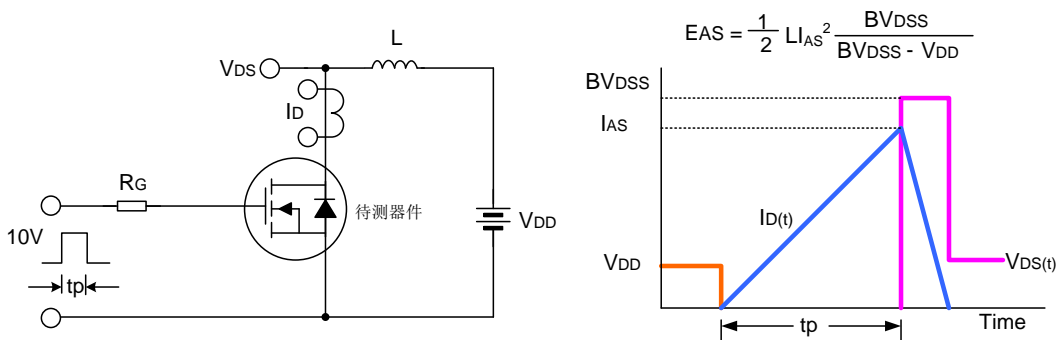 L
VDS
ID
RG
10V
tp
待测器件
VDD
EAS = 1/2 LIAS² BVDSS / BVDSS - VDD
BVDSS
IAS
ID(t)
VDD
VDS(t)
tp
Time